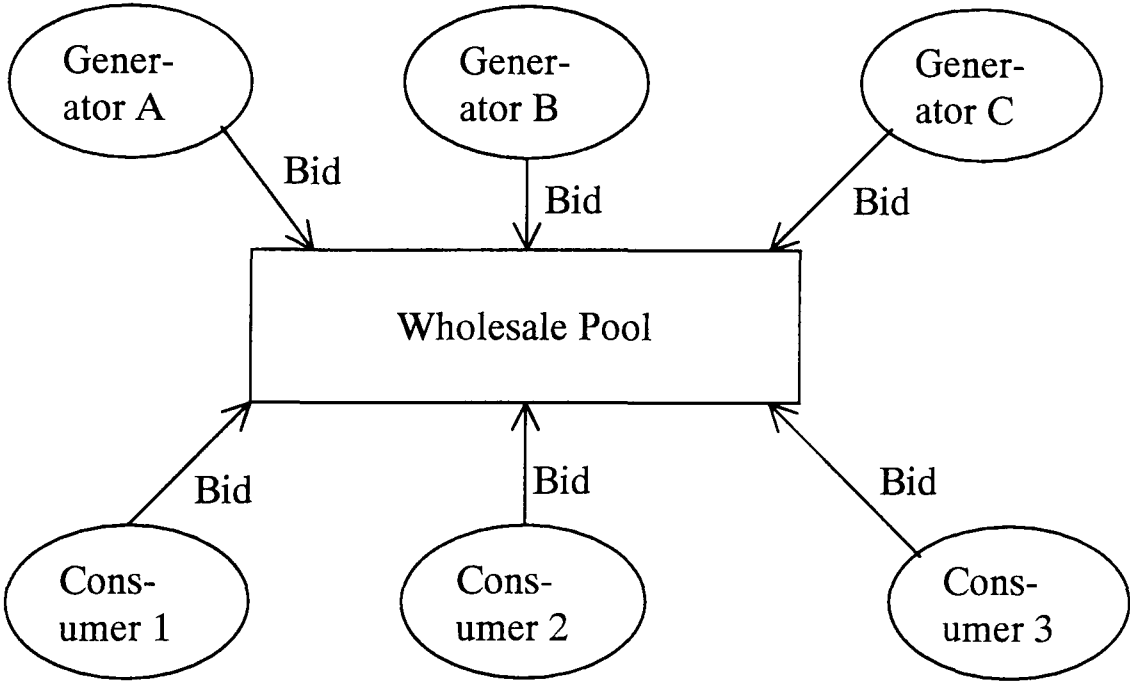 Gener-
ator A
Gener-
ator B
Gener-
ator C
Bid
Bid
Bid
Wholesale Pool
Bid
Bid
Bid
Cons-
umer 1
Cons-
umer 2
Cons-
umer 3